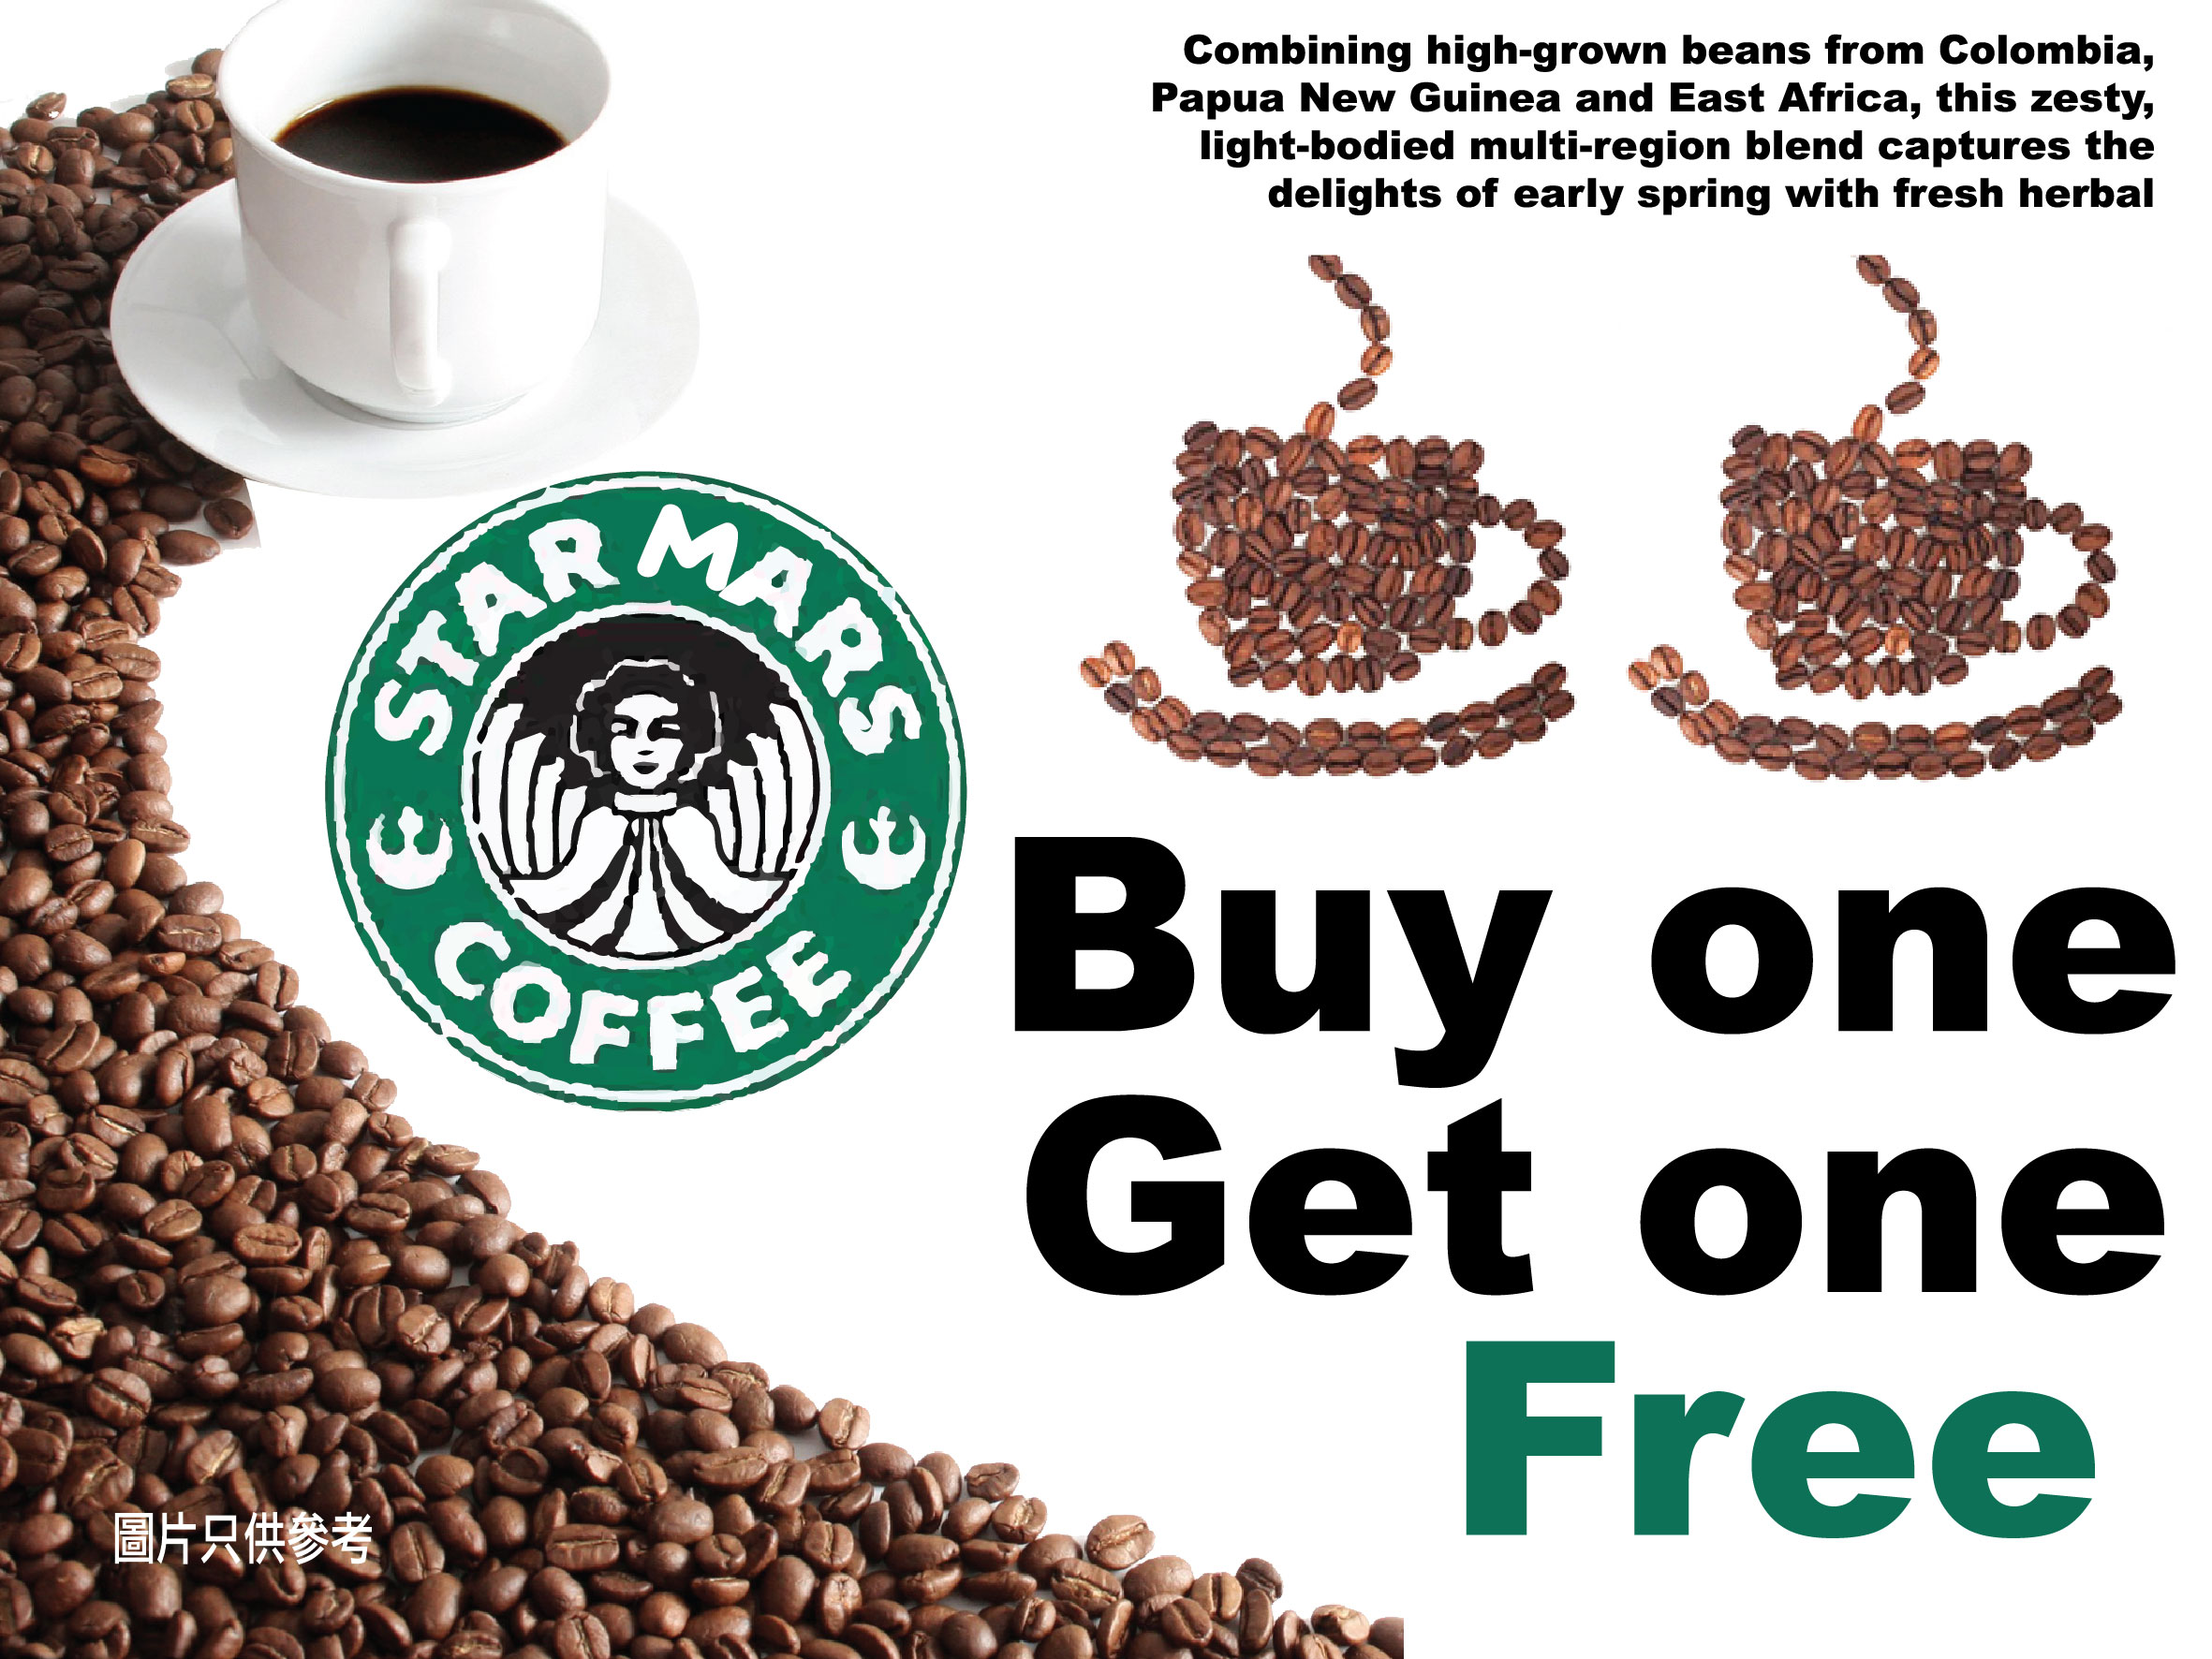 Combining high-grown beans from Colombia,
Papua New Guinea and East Africa, this zesty,
light-bodied multi-region blend captures the
delights of early spring with fresh herbal
STAR MARS
COFFEE
Buy one
Get one
Free
圖片只供參考